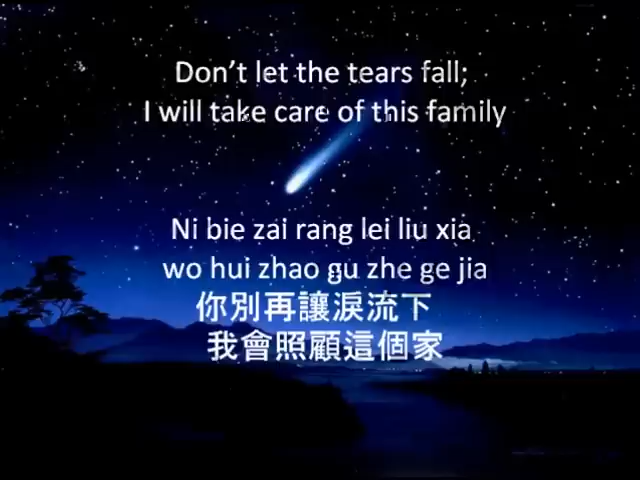 Don't let the tears fall;
I will take care of this family
Ni bie zai rang lei liu xia
wo hui zhao gu zhe ge jia
你別再讓淚流下
我會照顧這個家